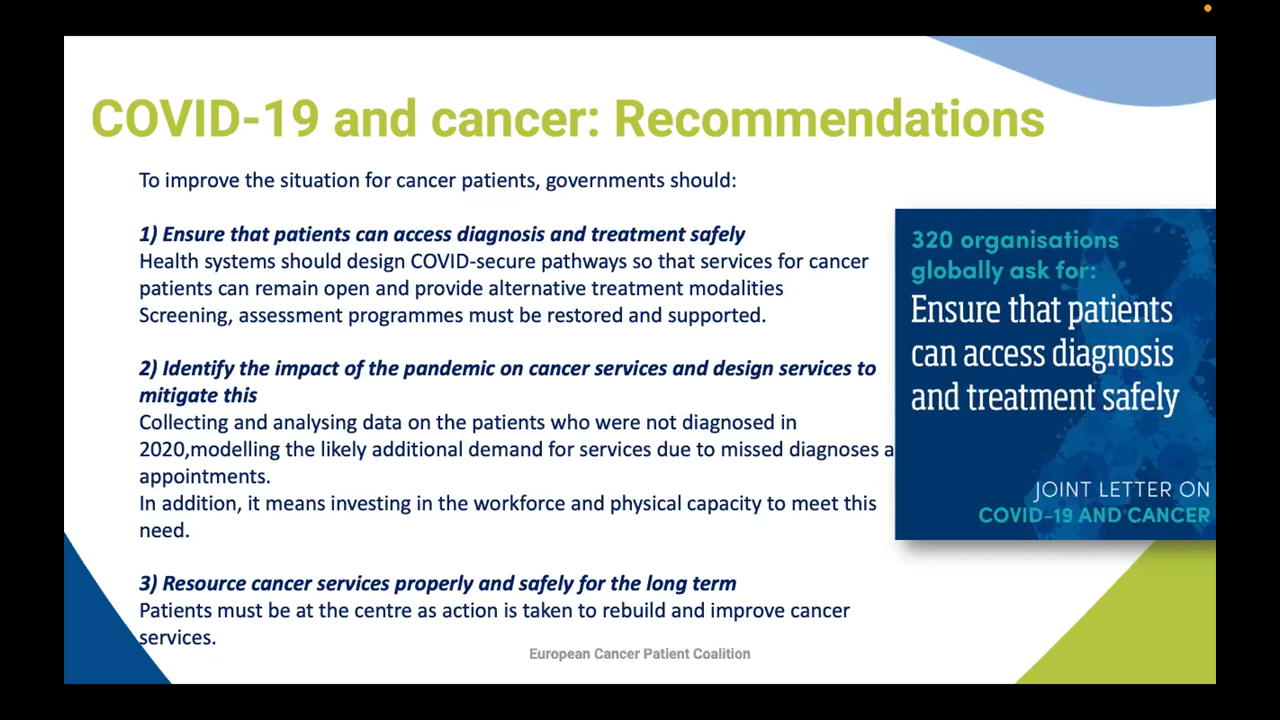 COVID-19 and cancer: Recommendations
To improve the situation for cancer patients, governments should:
1) Ensure that patients can access diagnosis and treatment safely
Health systems should design COVID-secure pathways so that services for cancer
patients can remain open and provide alternative treatment modalities
Screening, assessment programmes must be restored and supported.
2) Identify the impact of the pandemic on cancer services and design services to
mitigate this
Collecting and analysing data on the patients who were not diagnosed in
2020,modelling the likely additional demand for services due to missed diagnoses a
appointments.
In addition, it means investing in the workforce and physical capacity to meet this
need.
3) Resource cancer services properly and safely for the long term
Patients must be at the centre as action is taken to rebuild and improve cancer
services.
320 organisations
globally ask for:
Ensure that patients
can access diagnosis
and treatment safely
JOINT LETTER ON
COVID-19 AND CANCER
European Cancer Patient Coalition